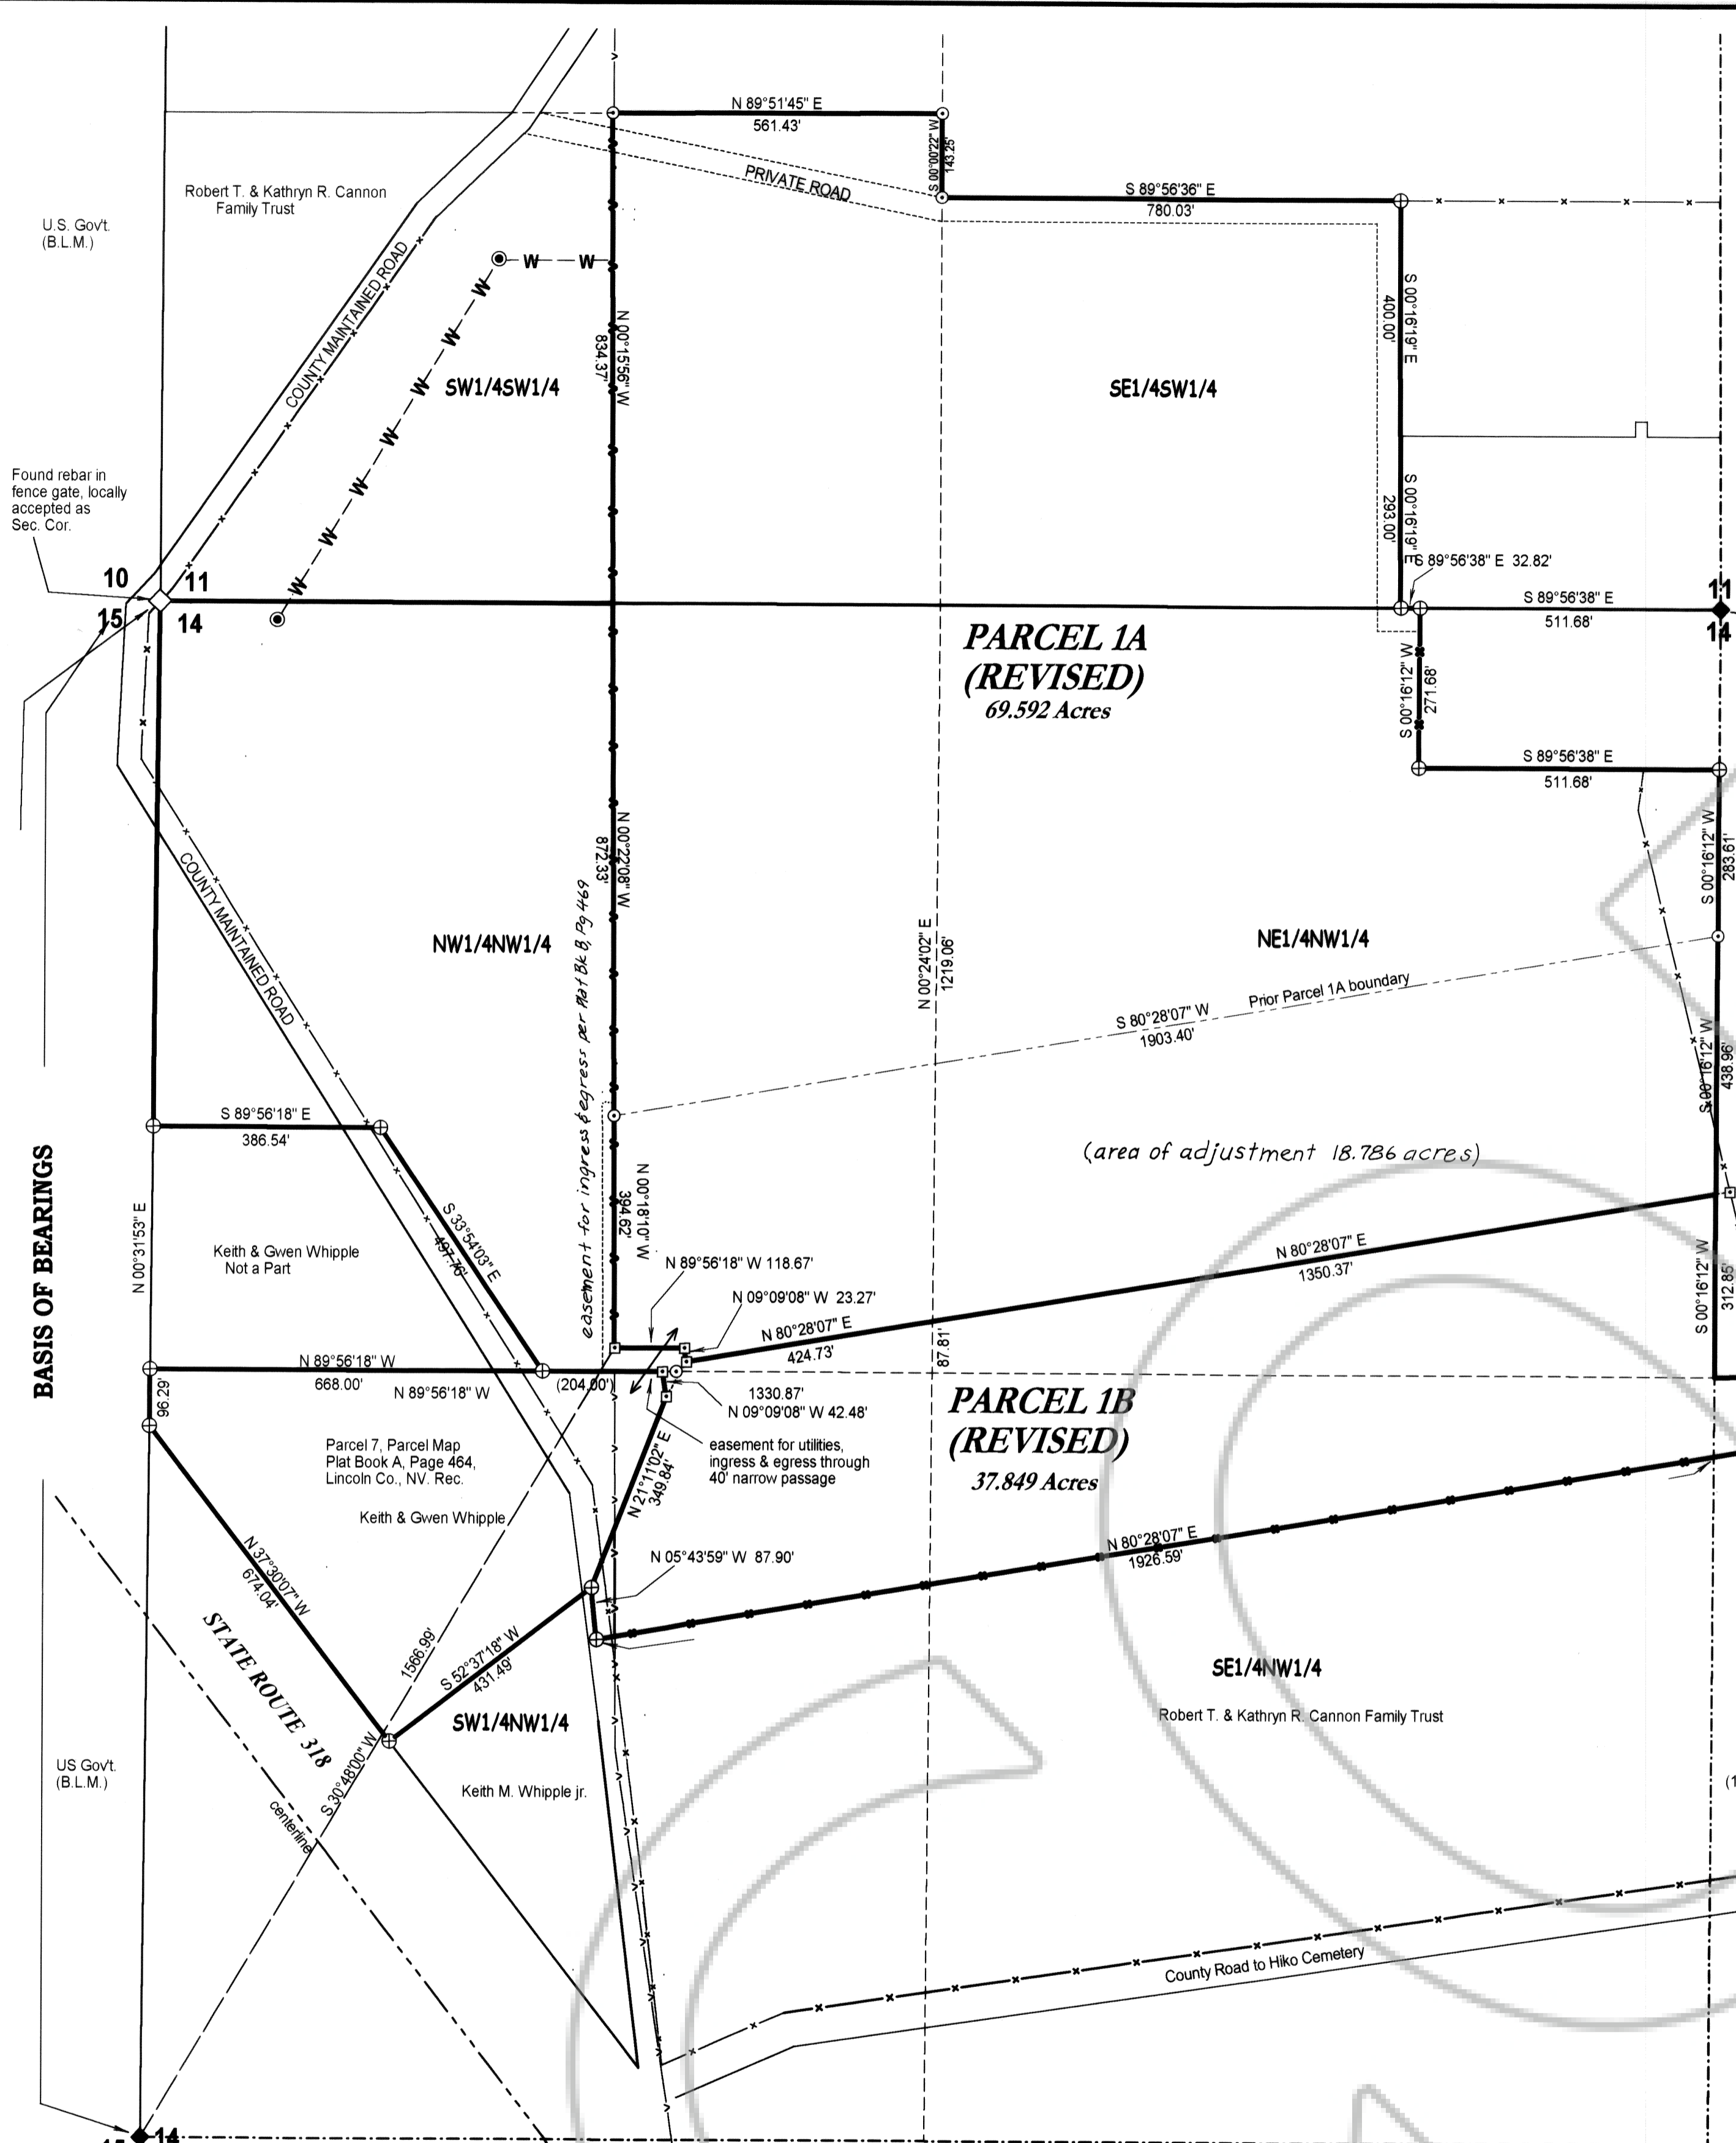 N 89°51'45" E
561.43'
S 00°00'22" W
143.25'
PRIVATE ROAD
S 89°56'36" E
780.03'
Robert T. & Kathryn R. Cannon
Family Trust
U.S. Gov't.
(B.L.M.)
COUNTY MAINTAINED ROAD
W W
W
W
W
W
W
W
W
N 00°15'56" W
834.37'
S 00°16'19" E
400.00'
SW1/4SW1/4
SE1/4SW1/4
Found rebar in
fence gate, locally
accepted as
Sec. Cor.
S 00°16'19" E
293.00'
S 89°56'38" E 32.82'
10
11
15
14
S 89°56'38" E
511.68'
11
14
PARCEL 1A
(REVISED)
69.592 Acres
S 00°16'12" W
271.68'
S 89°56'38" E
511.68'
S 00°16'12" W
283.61'
COUNTY MAINTAINED ROAD
N 00°22'08" W
872.33'
NW1/4NW1/4
NE1/4NW1/4
easement for ingress & egress per Plat Bk B, Pg 469
N 00°24'02" E
1219.06'
Prior Parcel 1A boundary
S 80°28'07" W
1903.40'
S 00°16'12" W
438.96'
S 89°56'18" E
386.54'
(area of adjustment 18.786 acres)
BASIS OF BEARINGS
N 00°31'53" E
S 33°54'03" E
497.76'
N 00°18'10" W
394.62'
Keith & Gwen Whipple
Not a Part
N 89°56'18" W 118.67'
N 09°09'08" W 23.27'
N 80°28'07" E
1350.37'
S 00°16'12" W
312.85'
N 80°28'07" E
424.73'
87.81'
N 89°56'18" W
668.00'
N 89°56'18" W
(204.00')
96.29'
1330.87'
N 09°09'08" W 42.48'
PARCEL 1B
(REVISED)
37.849 Acres
easement for utilities,
ingress & egress through
40' narrow passage
Parcel 7, Parcel Map
Plat Book A, Page 464,
Lincoln Co., NV. Rec.
Keith & Gwen Whipple
N 21°11'02" E
349.84'
N 05°43'59" W 87.90'
N 80°28'07" E
1926.59'
N 37°30'07" W
674.04'
STATE ROUTE 318
1566.99'
S 52°37'18" W
431.49'
SW1/4NW1/4
SE1/4NW1/4
Robert T. & Kathryn R. Cannon Family Trust
US Gov't.
(B.L.M.)
S 30°48'00" W
centerline
Keith M. Whipple jr.
County Road to Hiko Cemetery
14